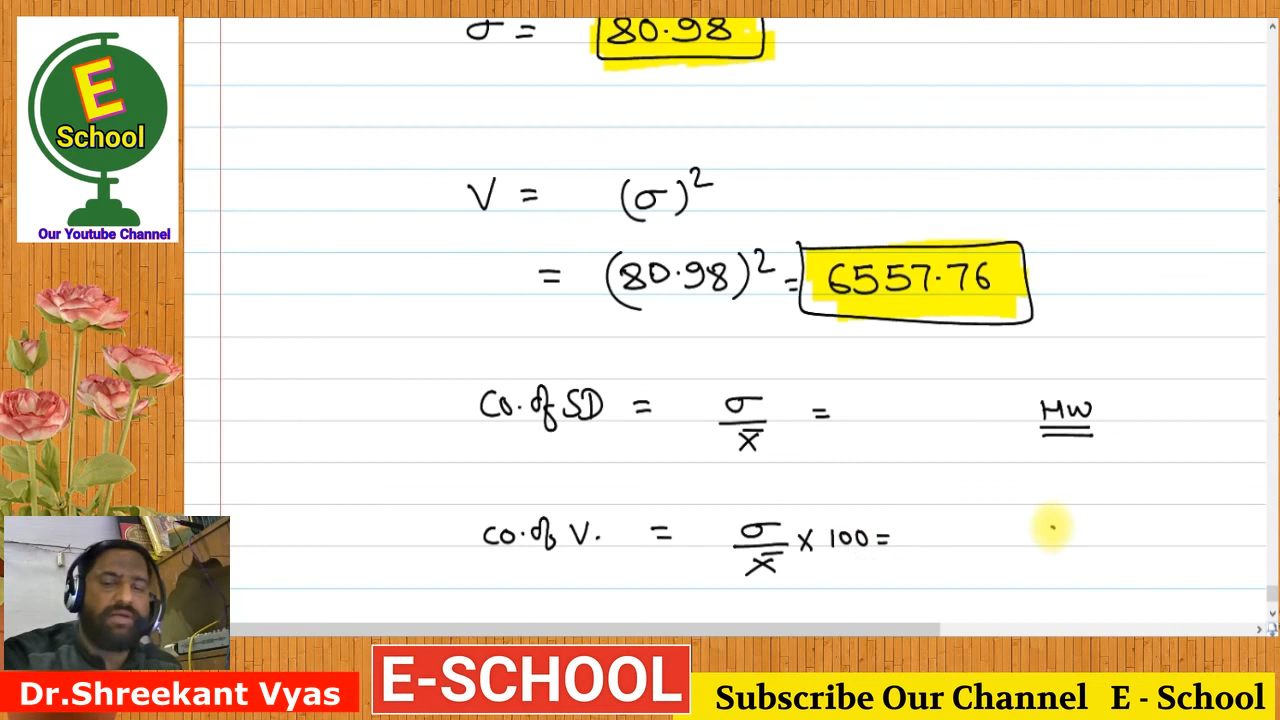 σ = 80.98
E
School
Our Youtube Channel
V = (σ)²
= (80.98)² = 6557.76
Co. of SD = σ/x̄ = HW
Co. of V. = σ/x̄ × 100 =
Dr.Shreekant Vyas
E-SCHOOL
Subscribe Our Channel E - School